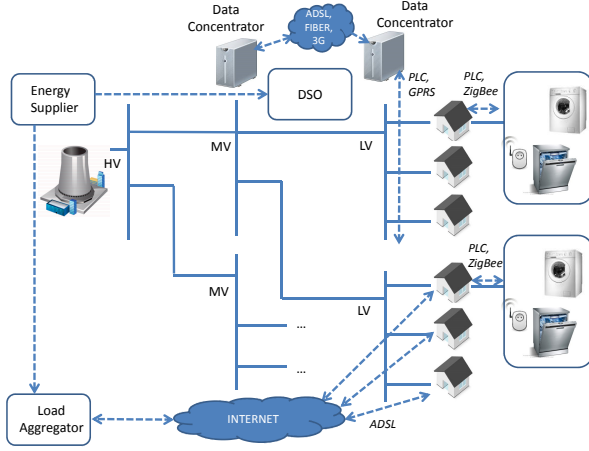 Data
Concentrator
ADSL,
FIBER,
3G
Data
Concentrator
Energy
Supplier
DSO
PLC,
GPRS
PLC,
ZigBee
HV
MV
LV
PLC,
ZigBee
MV
LV
...
...
Load
Aggregator
INTERNET
ADSL